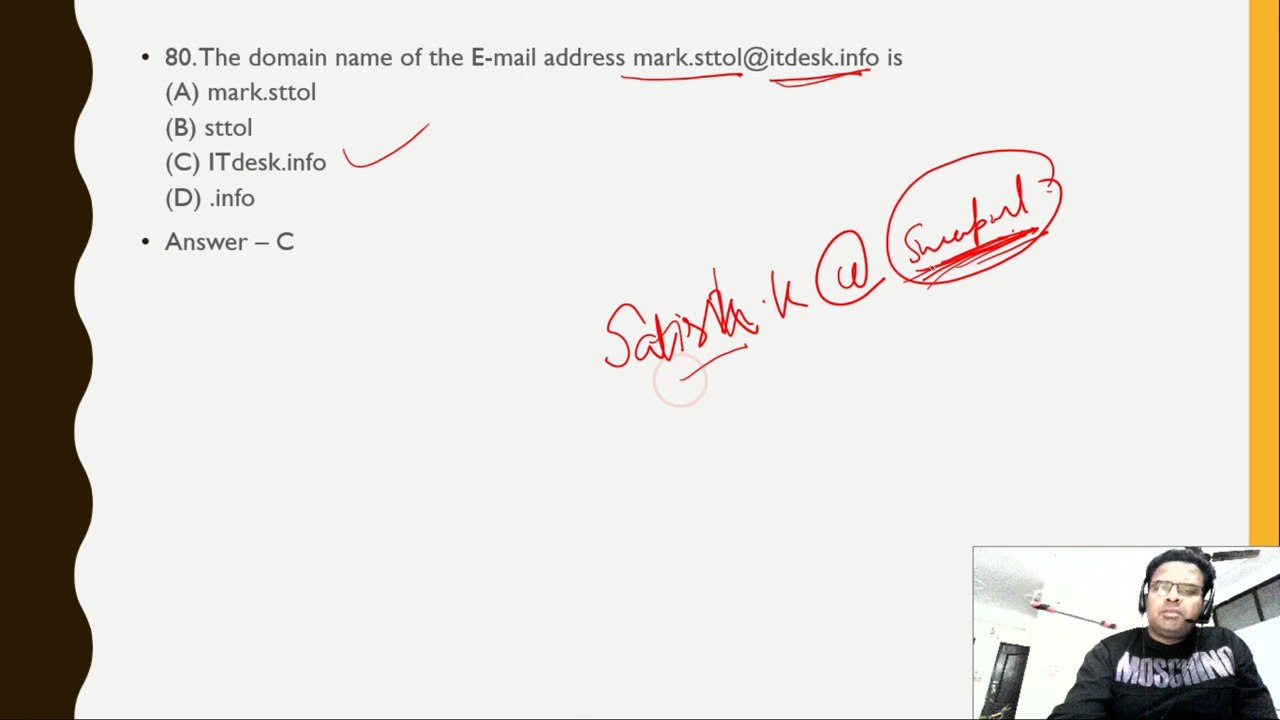 • 80.The domain name of the E-mail address mark.sttol@itdesk.info is
(A) mark.sttol
(B) sttol
(C) ITdesk.info
(D) .info
• Answer – C
Satish.K @
MOSCHINO